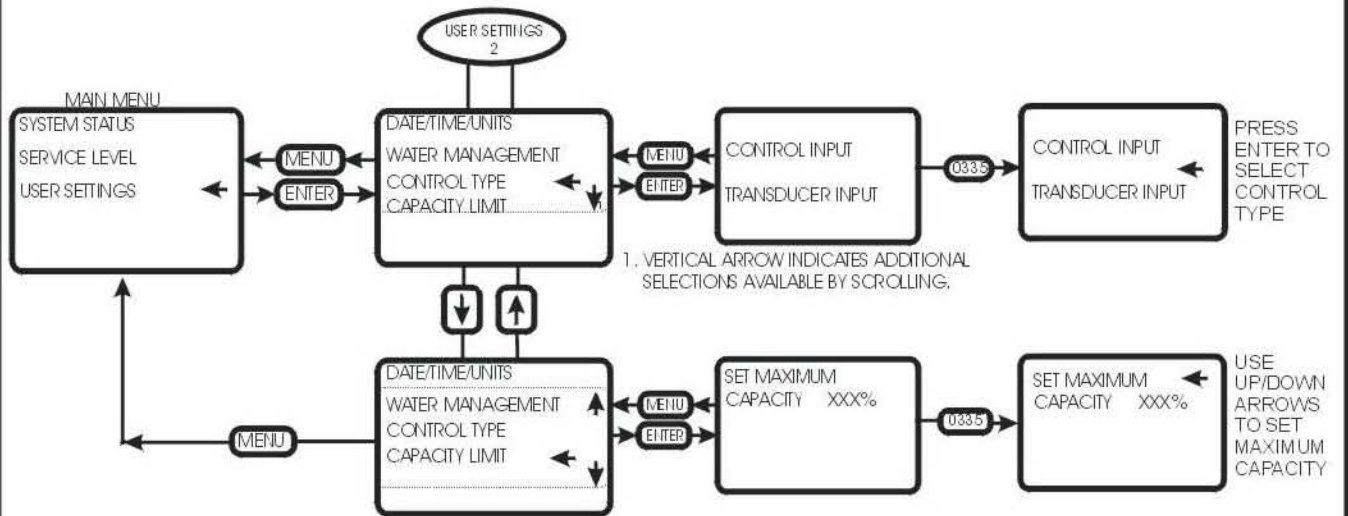 USER SETTINGS
2
MAIN MENU
SYSTEM STATUS
SERVICE LEVEL
USER SETTINGS
MENU
ENTER
DATE/TIME/UNITS
WATER MANAGEMENT
CONTROL TYPE
CAPACITY LIMIT
1
MENU
ENTER
CONTROL INPUT
TRANSDUCER INPUT
0335
CONTROL INPUT
TRANSDUCER INPUT
PRESS
ENTER TO
SELECT
CONTROL
TYPE
1. VERTICAL ARROW INDICATES ADDITIONAL
SELECTIONS AVAILABLE BY SCROLLING.
MENU
DATE/TIME/UNITS
WATER MANAGEMENT
CONTROL TYPE
CAPACITY LIMIT
MENU
ENTER
SET MAXIMUM
CAPACITY XXX%
0335
SET MAXIMUM
CAPACITY XXX%
USE
UP/DOWN
ARROWS
TO SET
MAXIMUM
CAPACITY